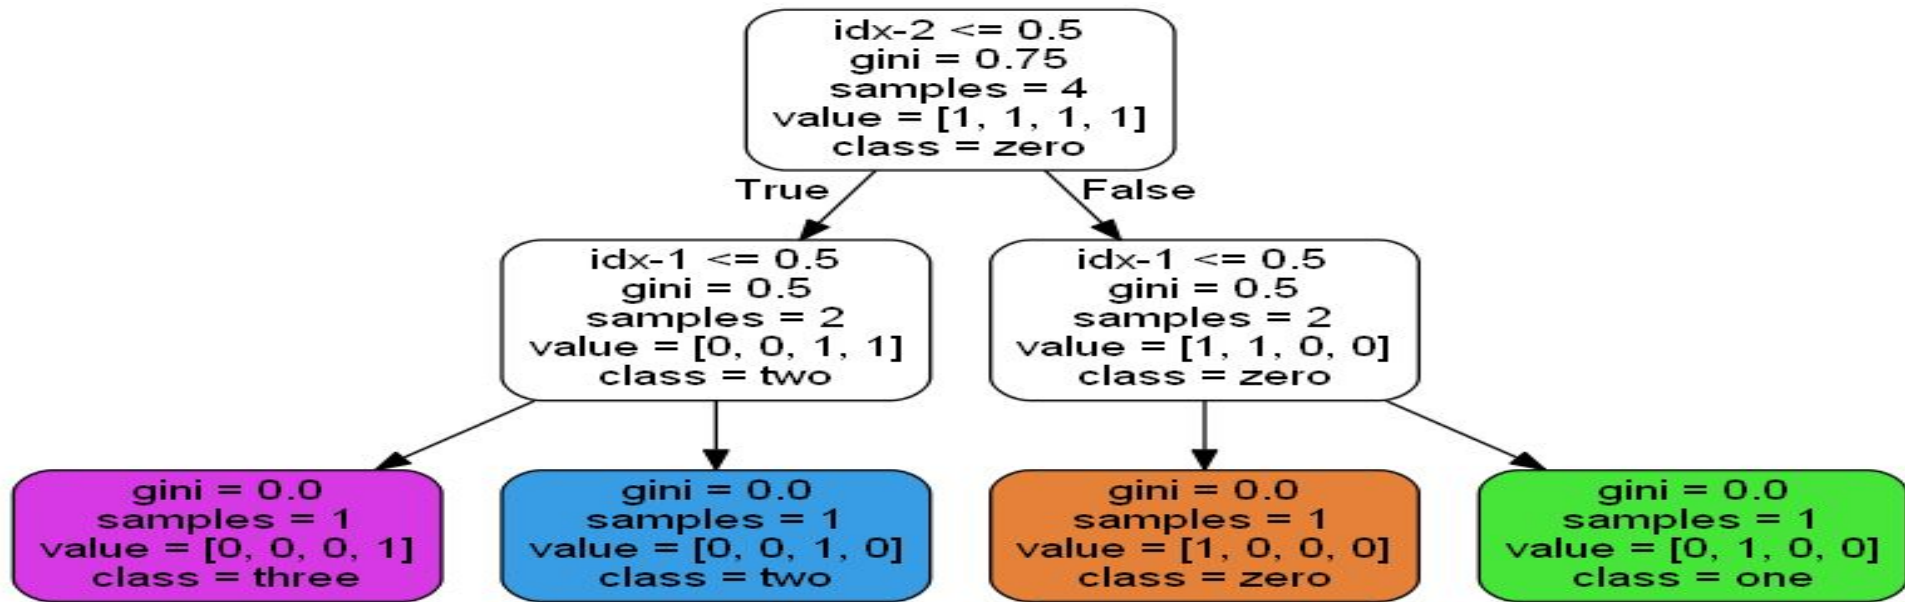 idx-2 <= 0.5
gini = 0.75
samples = 4
value = [1, 1, 1, 1]
class = zero
True
False
idx-1 <= 0.5
gini = 0.5
samples = 2
value = [0, 0, 1, 1]
class = two
idx-1 <= 0.5
gini = 0.5
samples = 2
value = [1, 1, 0, 0]
class = zero
gini = 0.0
samples = 1
value = [0, 0, 0, 1]
class = three
gini = 0.0
samples = 1
value = [0, 0, 1, 0]
class = two
gini = 0.0
samples = 1
value = [1, 0, 0, 0]
class = zero
gini = 0.0
samples = 1
value = [0, 1, 0, 0]
class = one